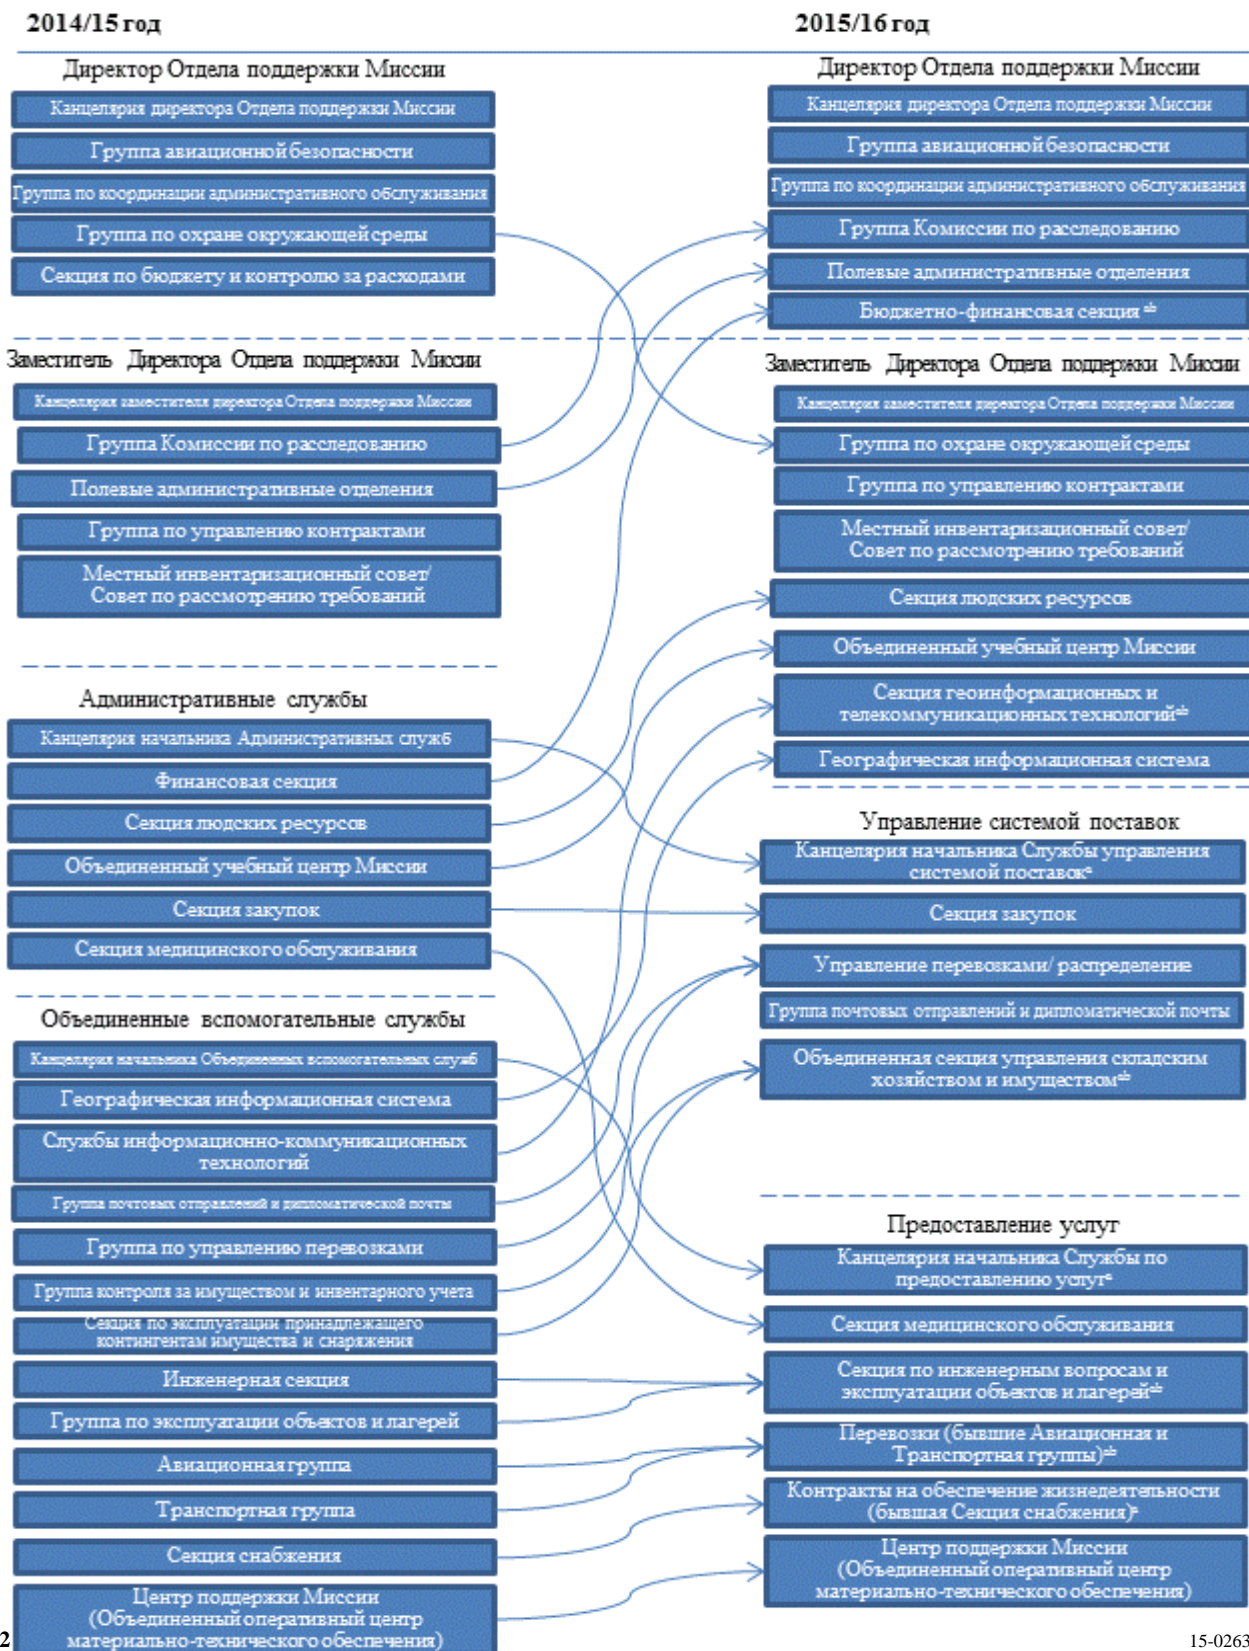 2014/15 год
Директор Отдела поддержки Миссии
Канцелярия директора Отдела поддержки Миссии
Группа авиационной безопасности
Группа по координации административного обслуживания
Группа по охране окружающей среды
Секция по бюджету и контролю за расходами
Заместитель Директора Отдела поддержки Миссии
Канцелярия заместителя директора Отдела поддержки Миссии
Группа Комиссии по расследованию
Полевые административные отделения
Группа по управлению контрактами
Местный инвентаризационный совет/
Совет по рассмотрению требований
Административные службы
Канцелярия начальника Административных служб
Финансовая секция
Секция людских ресурсов
Объединенный учебный центр Миссии
Секция закупок
Секция медицинского обслуживания
Объединенные вспомогательные службы
Канцелярия начальника Объединенных вспомогательных служб
Географическая информационная система
Службы информационно-коммуникационных
технологий
Группа почтовых отправлений и дипломатической почты
Группа по управлению перевозками
Группа контроля за имуществом и инвентарного учета
Секция по эксплуатации принадлежащего
контингентам имущества и снаряжения
Инженерная секция
Группа по эксплуатации объектов и лагерей
Авиационная группа
Транспортная группа
Секция снабжения
Центр поддержки Миссии
(Объединенный оперативный центр
материально-технического обеспечения)
2015/16 год
Директор Отдела поддержки Миссии
Канцелярия директора Отдела поддержки Миссии
Группа авиационной безопасности
Группа по координации административного обслуживания
Группа Комиссии по расследованию
Полевые административные отделения
Бюджетно-финансовая секция ab
Заместитель Директора Отдела поддержки Миссии
Канцелярия заместителя директора Отдела поддержки Миссии
Группа по охране окружающей среды
Группа по управлению контрактами
Местный инвентаризационный совет/
Совет по рассмотрению требований
Секция людских ресурсов
Объединенный учебный центр Миссии
Секция геоинформационных и
телекоммуникационных технологий ab
Географическая информационная система
Управление системой поставок
Канцелярия начальника Службы управления
системой поставок a
Секция закупок
Управление перевозками/ распределение
Группа почтовых отправлений и дипломатической почты
Объединенная секция управления складским
хозяйством и имуществом ab
Предоставление услуг
Канцелярия начальника Службы по
предоставлению услуг a
Секция медицинского обслуживания
Секция по инженерным вопросам и
эксплуатации объектов и лагерей ab
Перевозки (бывшие Авиационная и
Транспортная группы) ab
Контракты на обеспечение жизнедеятельности
(бывшая Секция снабжения) a
Центр поддержки Миссии
(Объединенный оперативный центр
материально-технического обеспечения)
2
15-0263